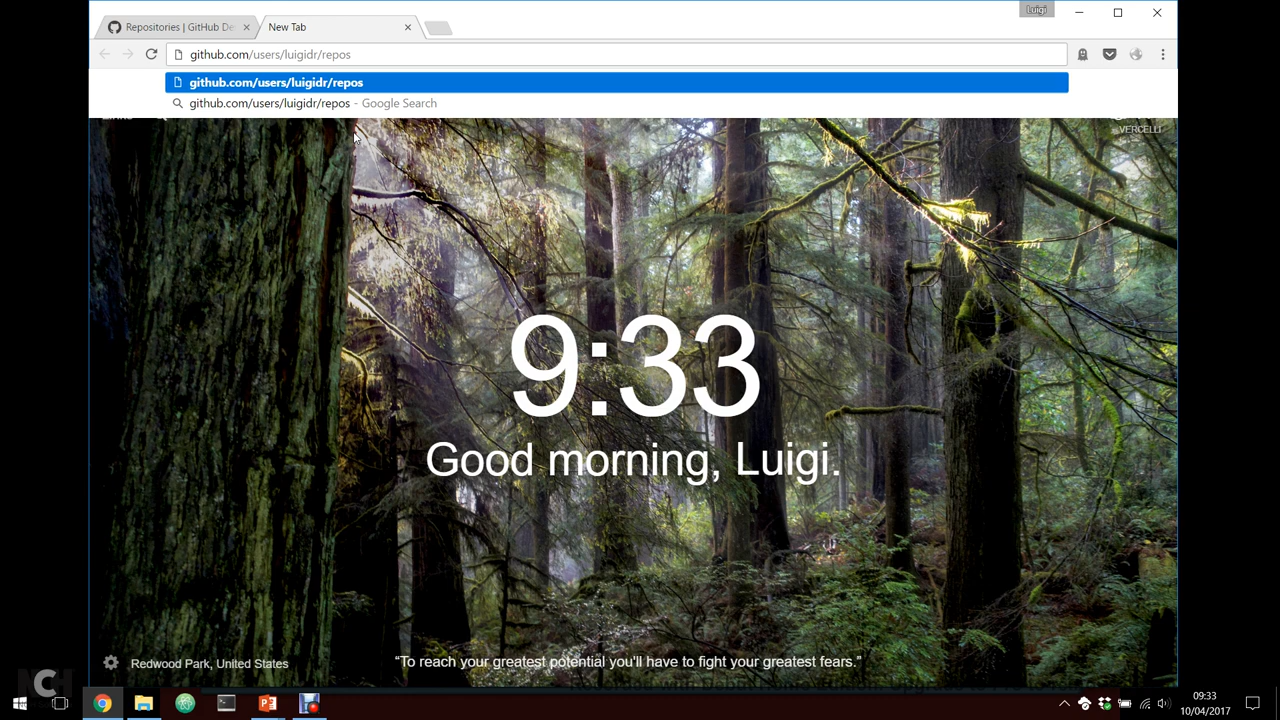 Luigi
Repositories | GitHub De
New Tab
github.com/users/luigidr/repos
github.com/users/luigidr/repos
github.com/users/luigidr/repos - Google Search
VERCELLI
9:33
Good morning, Luigi.
Redwood Park, United States
“To reach your greatest potential you'll have to fight your greatest fears.”
NCH
09:33
10/04/2017